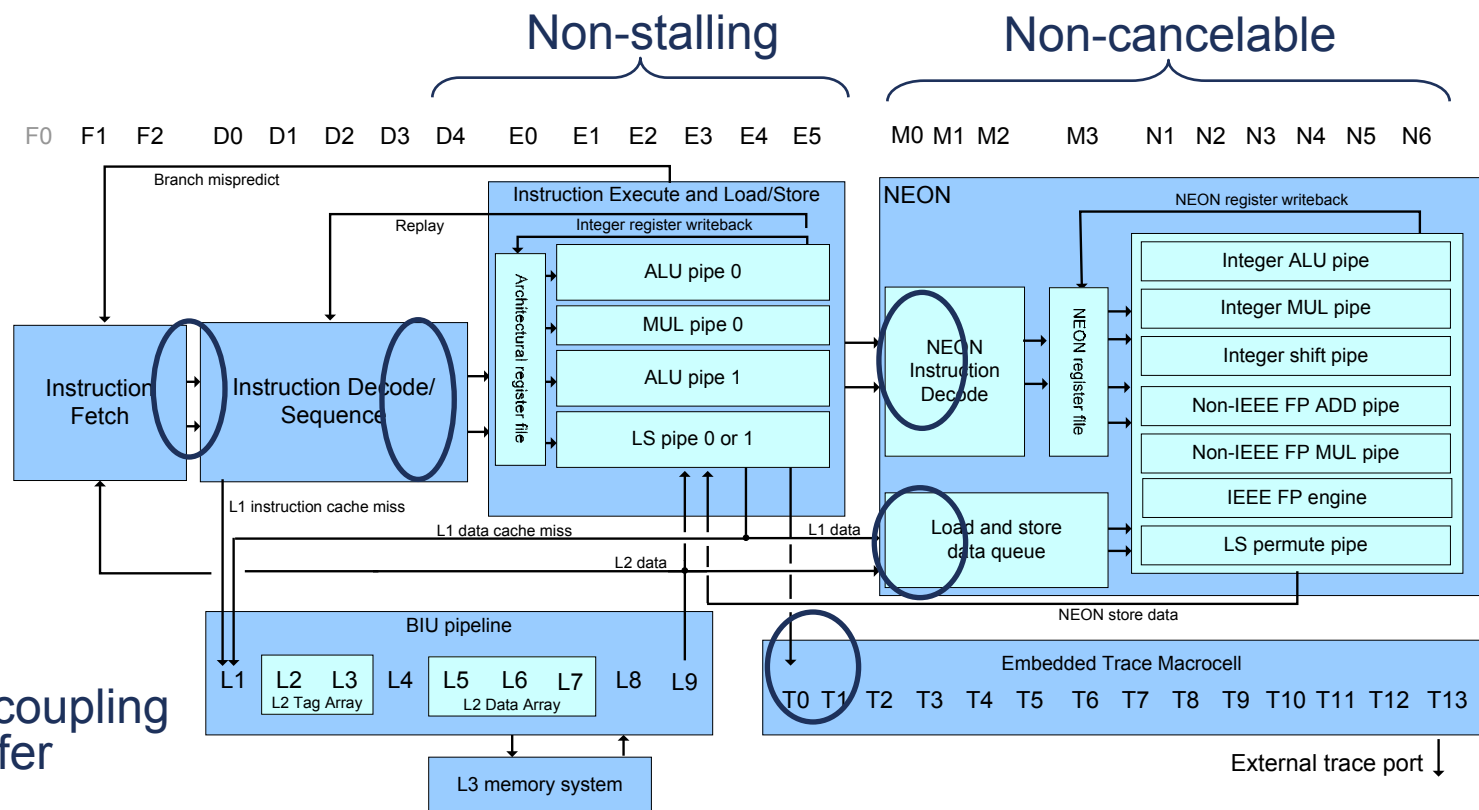 Non-stalling
Non-cancelable
F0 F1 F2 D0 D1 D2 D3 D4 E0 E1 E2 E3 E4 E5 M0 M1 M2 M3 N1 N2 N3 N4 N5 N6
Branch mispredict
Instruction Execute and Load/Store
NEON
NEON register writeback
Replay
Integer register writeback
Architectural register file
ALU pipe 0
MUL pipe 0
ALU pipe 1
LS pipe 0 or 1
Instruction
Fetch
Instruction Decode/
Sequence
NEON
Instruction
Decode
NEON register file
Integer ALU pipe
Integer MUL pipe
Integer shift pipe
Non-IEEE FP ADD pipe
Non-IEEE FP MUL pipe
IEEE FP engine
LS permute pipe
L1 instruction cache miss
L1 data cache miss
L1 data
Load and store
data queue
L2 data
NEON store data
BIU pipeline
L1 L2 L3 L4 L5 L6 L7 L8 L9
L2 Tag Array
L2 Data Array
Embedded Trace Macrocell
T0 T1 T2 T3 T4 T5 T6 T7 T8 T9 T10 T11 T12 T13
coupling
fer
L3 memory system
External trace port